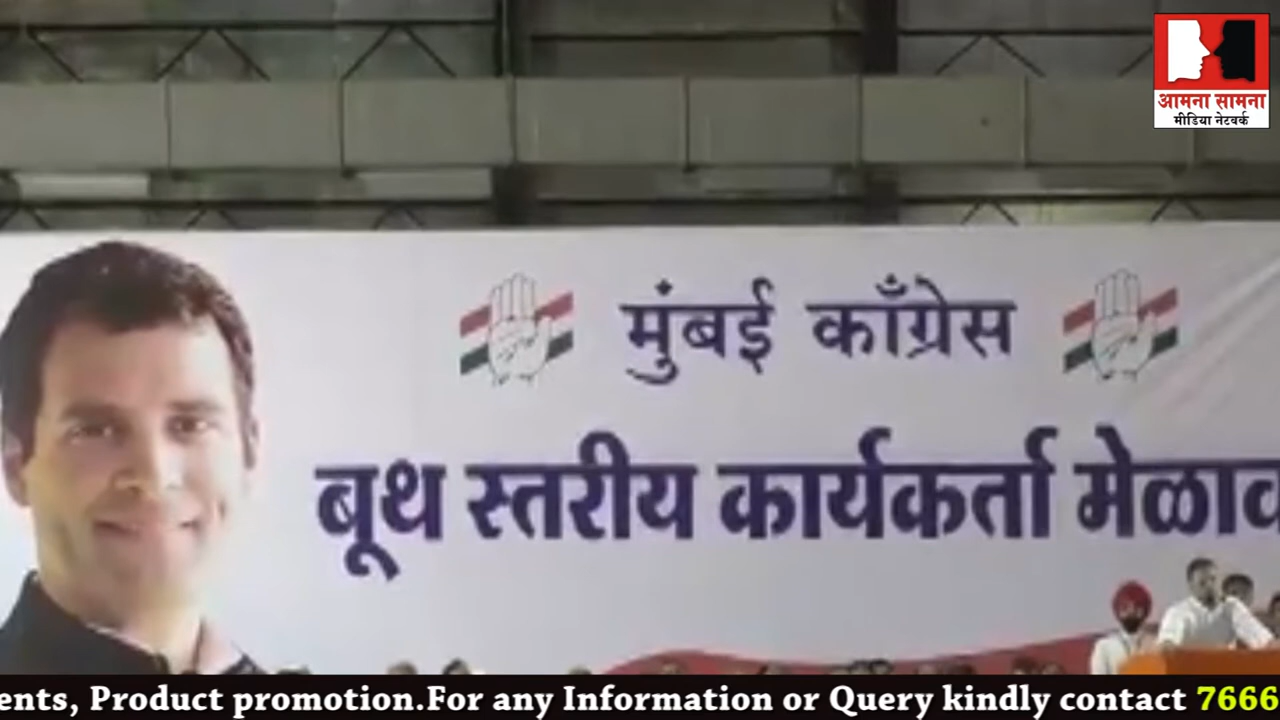 आमना सामना
मीडिया नेटवर्क
मुंबई काँग्रेस
बूथ स्तरीय कार्यकर्ता मेळाव
ents, Product promotion.For any Information or Query kindly contact 7666